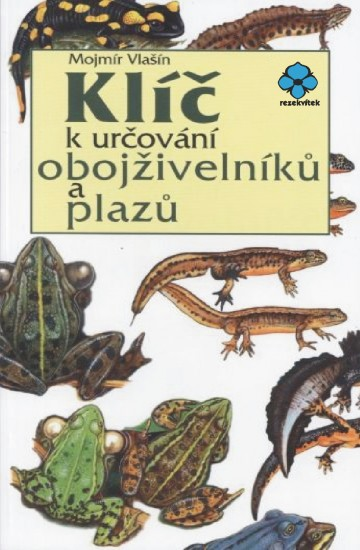 Mojmír Vlašín
Klíč
k určování
obojživelníků
a
plazů
rezekvítek